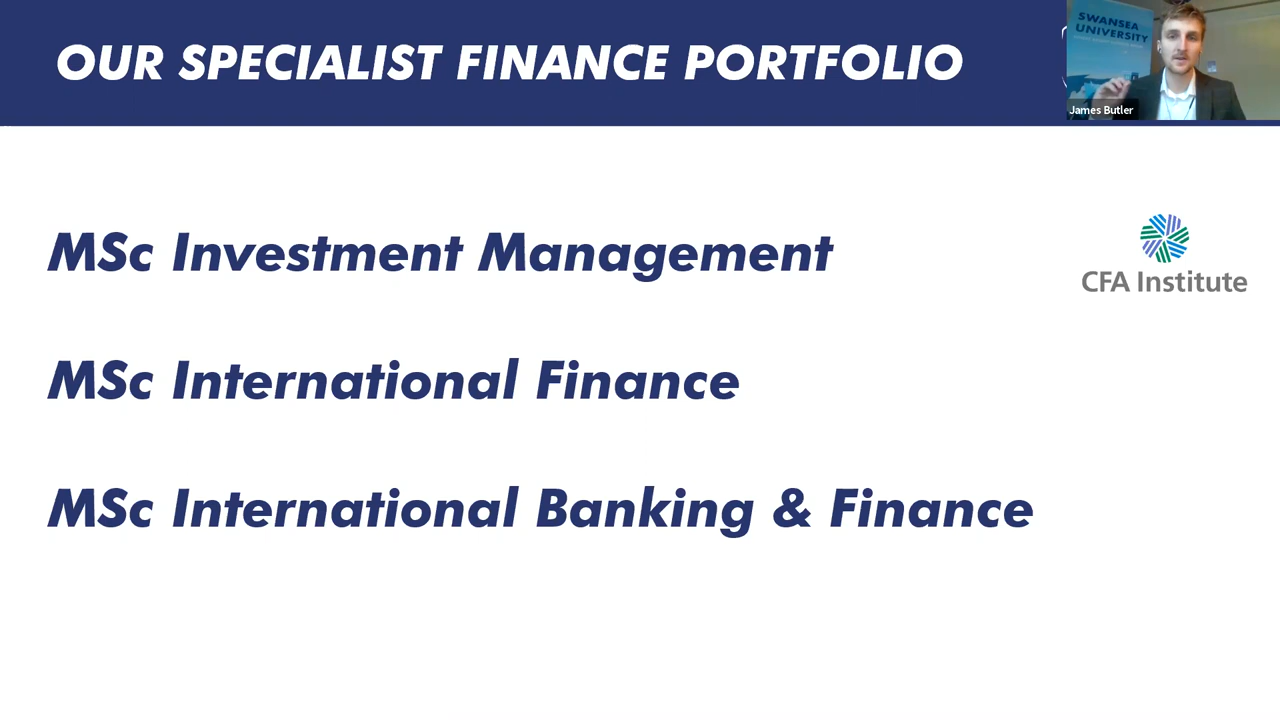 OUR SPECIALIST FINANCE PORTFOLIO
SWANSEA
UNIVERSITY
James Butler
MSc Investment Management
CFA Institute
MSc International Finance
MSc International Banking & Finance